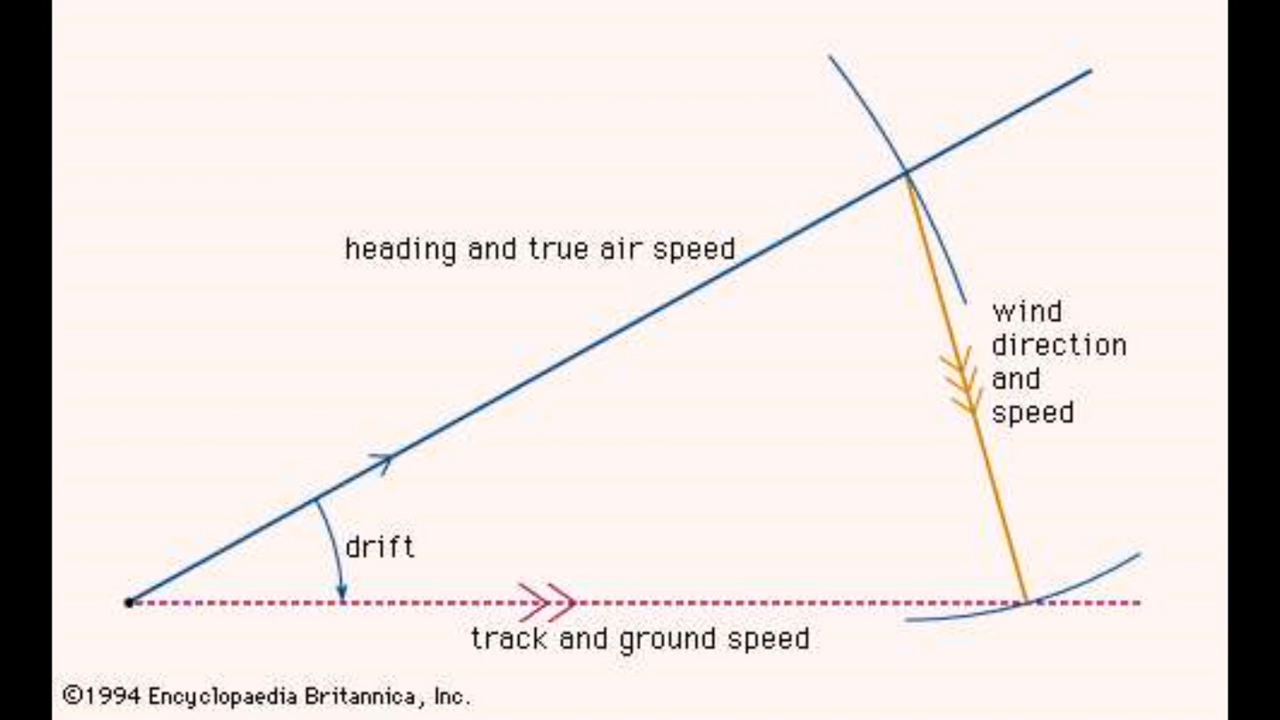 heading and true air speed
wind
direction
and
speed
drift
track and ground speed
©1994 Encyclopaedia Britannica, Inc.